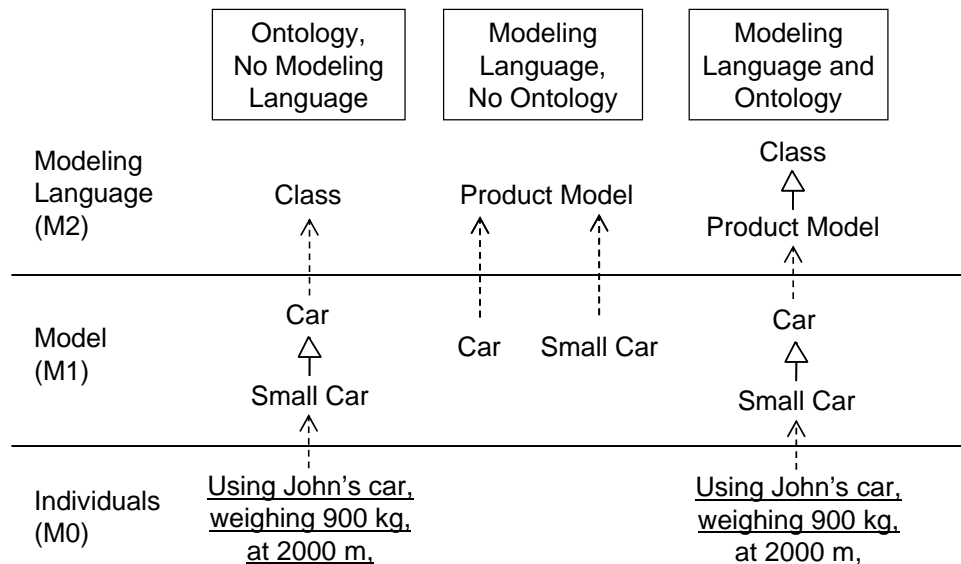 Ontology,
No Modeling
Language
Modeling
Language,
No Ontology
Modeling
Language and
Ontology
Modeling
Language
(M2)
Class
Product Model
Class
Product Model
Model
(M1)
Car
Small Car
Car
Small Car
Car
Small Car
Individuals
(M0)
Using John’s car,
weighing 900 kg,
at 2000 m,
Using John’s car,
weighing 900 kg,
at 2000 m,